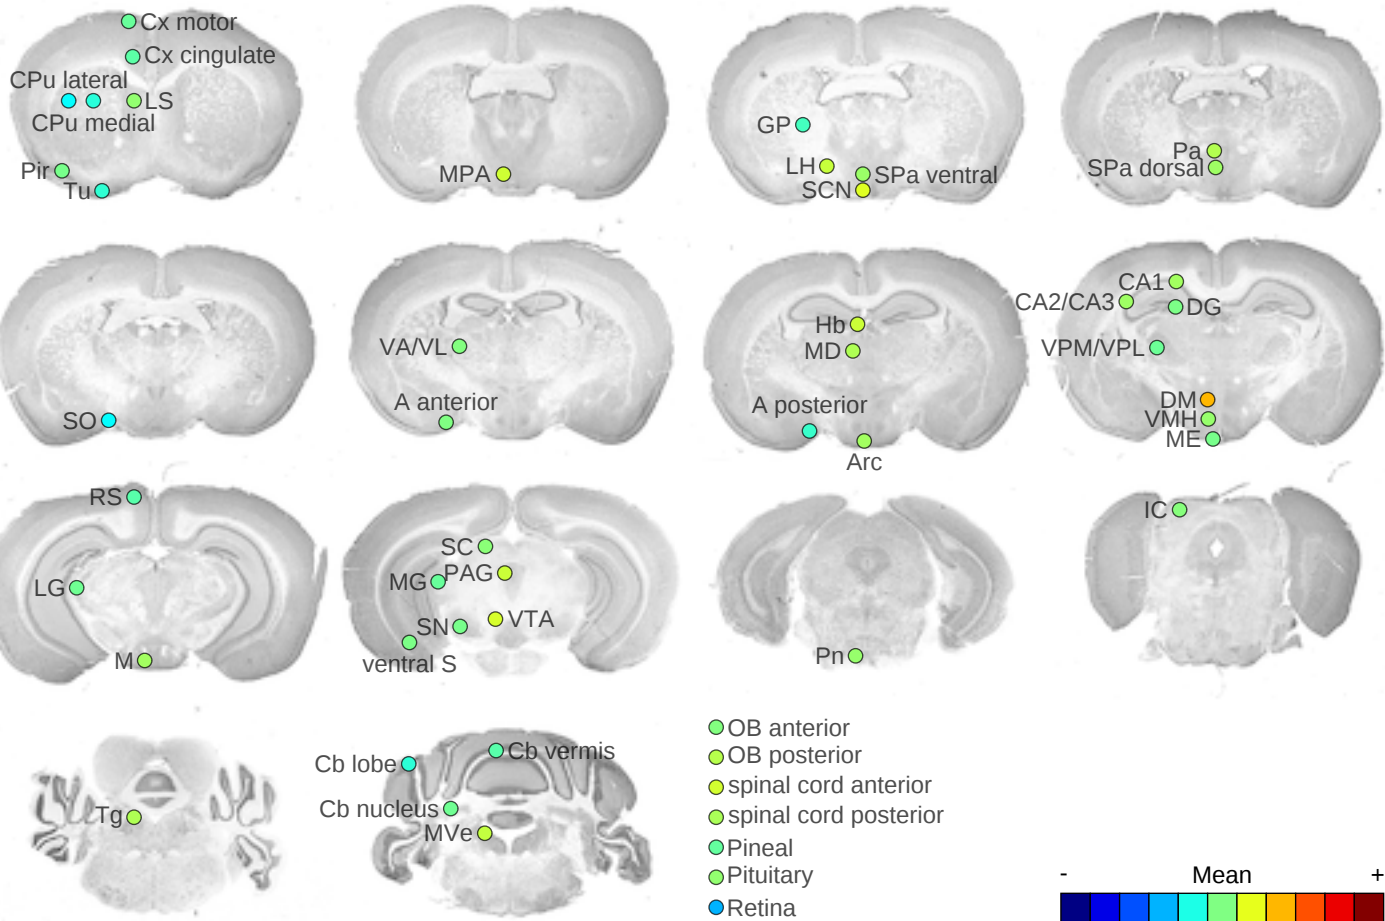 Cx motor
Cx cingulate
CPu lateral
LS
CPu medial
Pir
Tu
MPA
GP
LH
SPa ventral
SCN
Pa
SPa dorsal
SO
VA/VL
A anterior
Hb
MD
A posterior
Arc
CA1
CA2/CA3
DG
VPM/VPL
DM
VMH
ME
RS
LG
M
SC
MG
PAG
SN
VTA
ventral S
Pn
IC
Tg
Cb vermis
Cb lobe
Cb nucleus
MVe
OB anterior
OB posterior
spinal cord anterior
spinal cord posterior
Pineal
Pituitary
Retina
- Mean +